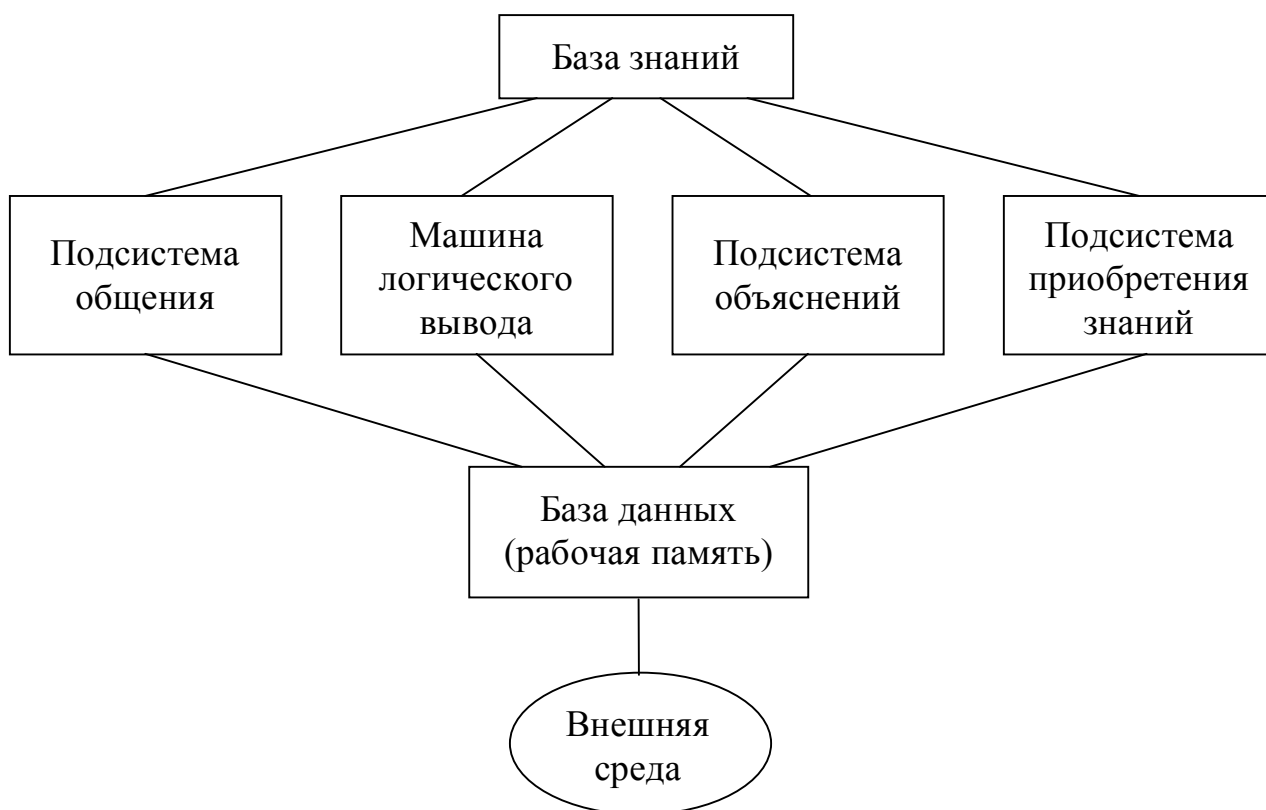 База знаний
Подсистема
общения
Машина
логического
вывода
Подсистема
объяснений
Подсистема
приобретения
знаний
База данных
(рабочая память)
Внешняя
среда